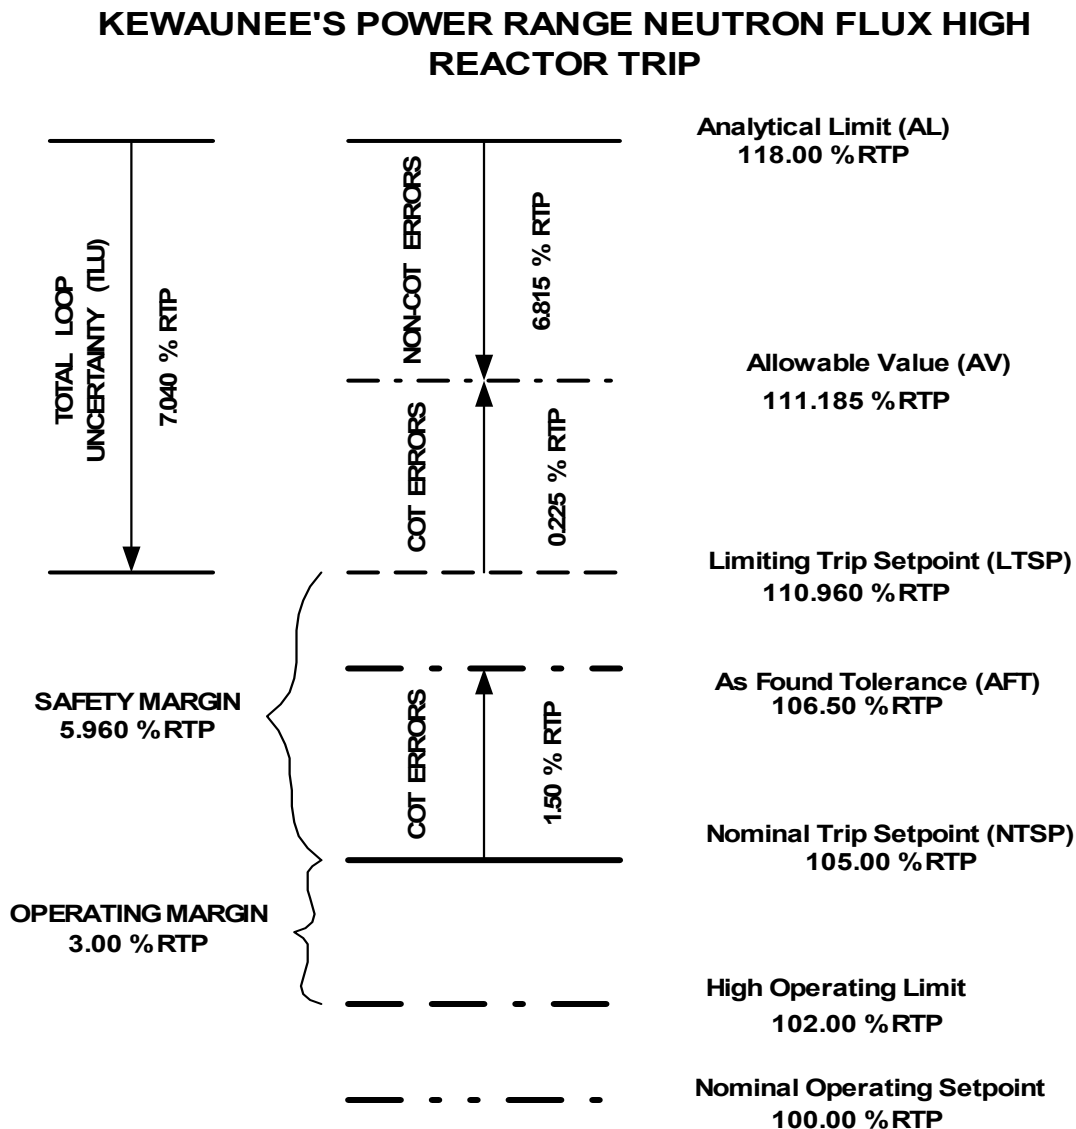 KEWAUNEE'S POWER RANGE NEUTRON FLUX HIGH
REACTOR TRIP
Analytical Limit (AL)
118.00 %RTP
TOTAL LOOP
UNCERTAINTY (TLU)
7.040 % RTP
NON-COT ERRORS
6.815 % RTP
Allowable Value (AV)
111.185 %RTP
COT ERRORS
0.225 % RTP
Limiting Trip Setpoint (LTSP)
110.960 %RTP
SAFETY MARGIN
5.960 %RTP
As Found Tolerance (AFT)
106.50 %RTP
COT ERRORS
1.50 % RTP
Nominal Trip Setpoint (NTSP)
105.00 %RTP
OPERATING MARGIN
3.00 %RTP
High Operating Limit
102.00 %RTP
Nominal Operating Setpoint
100.00 %RTP